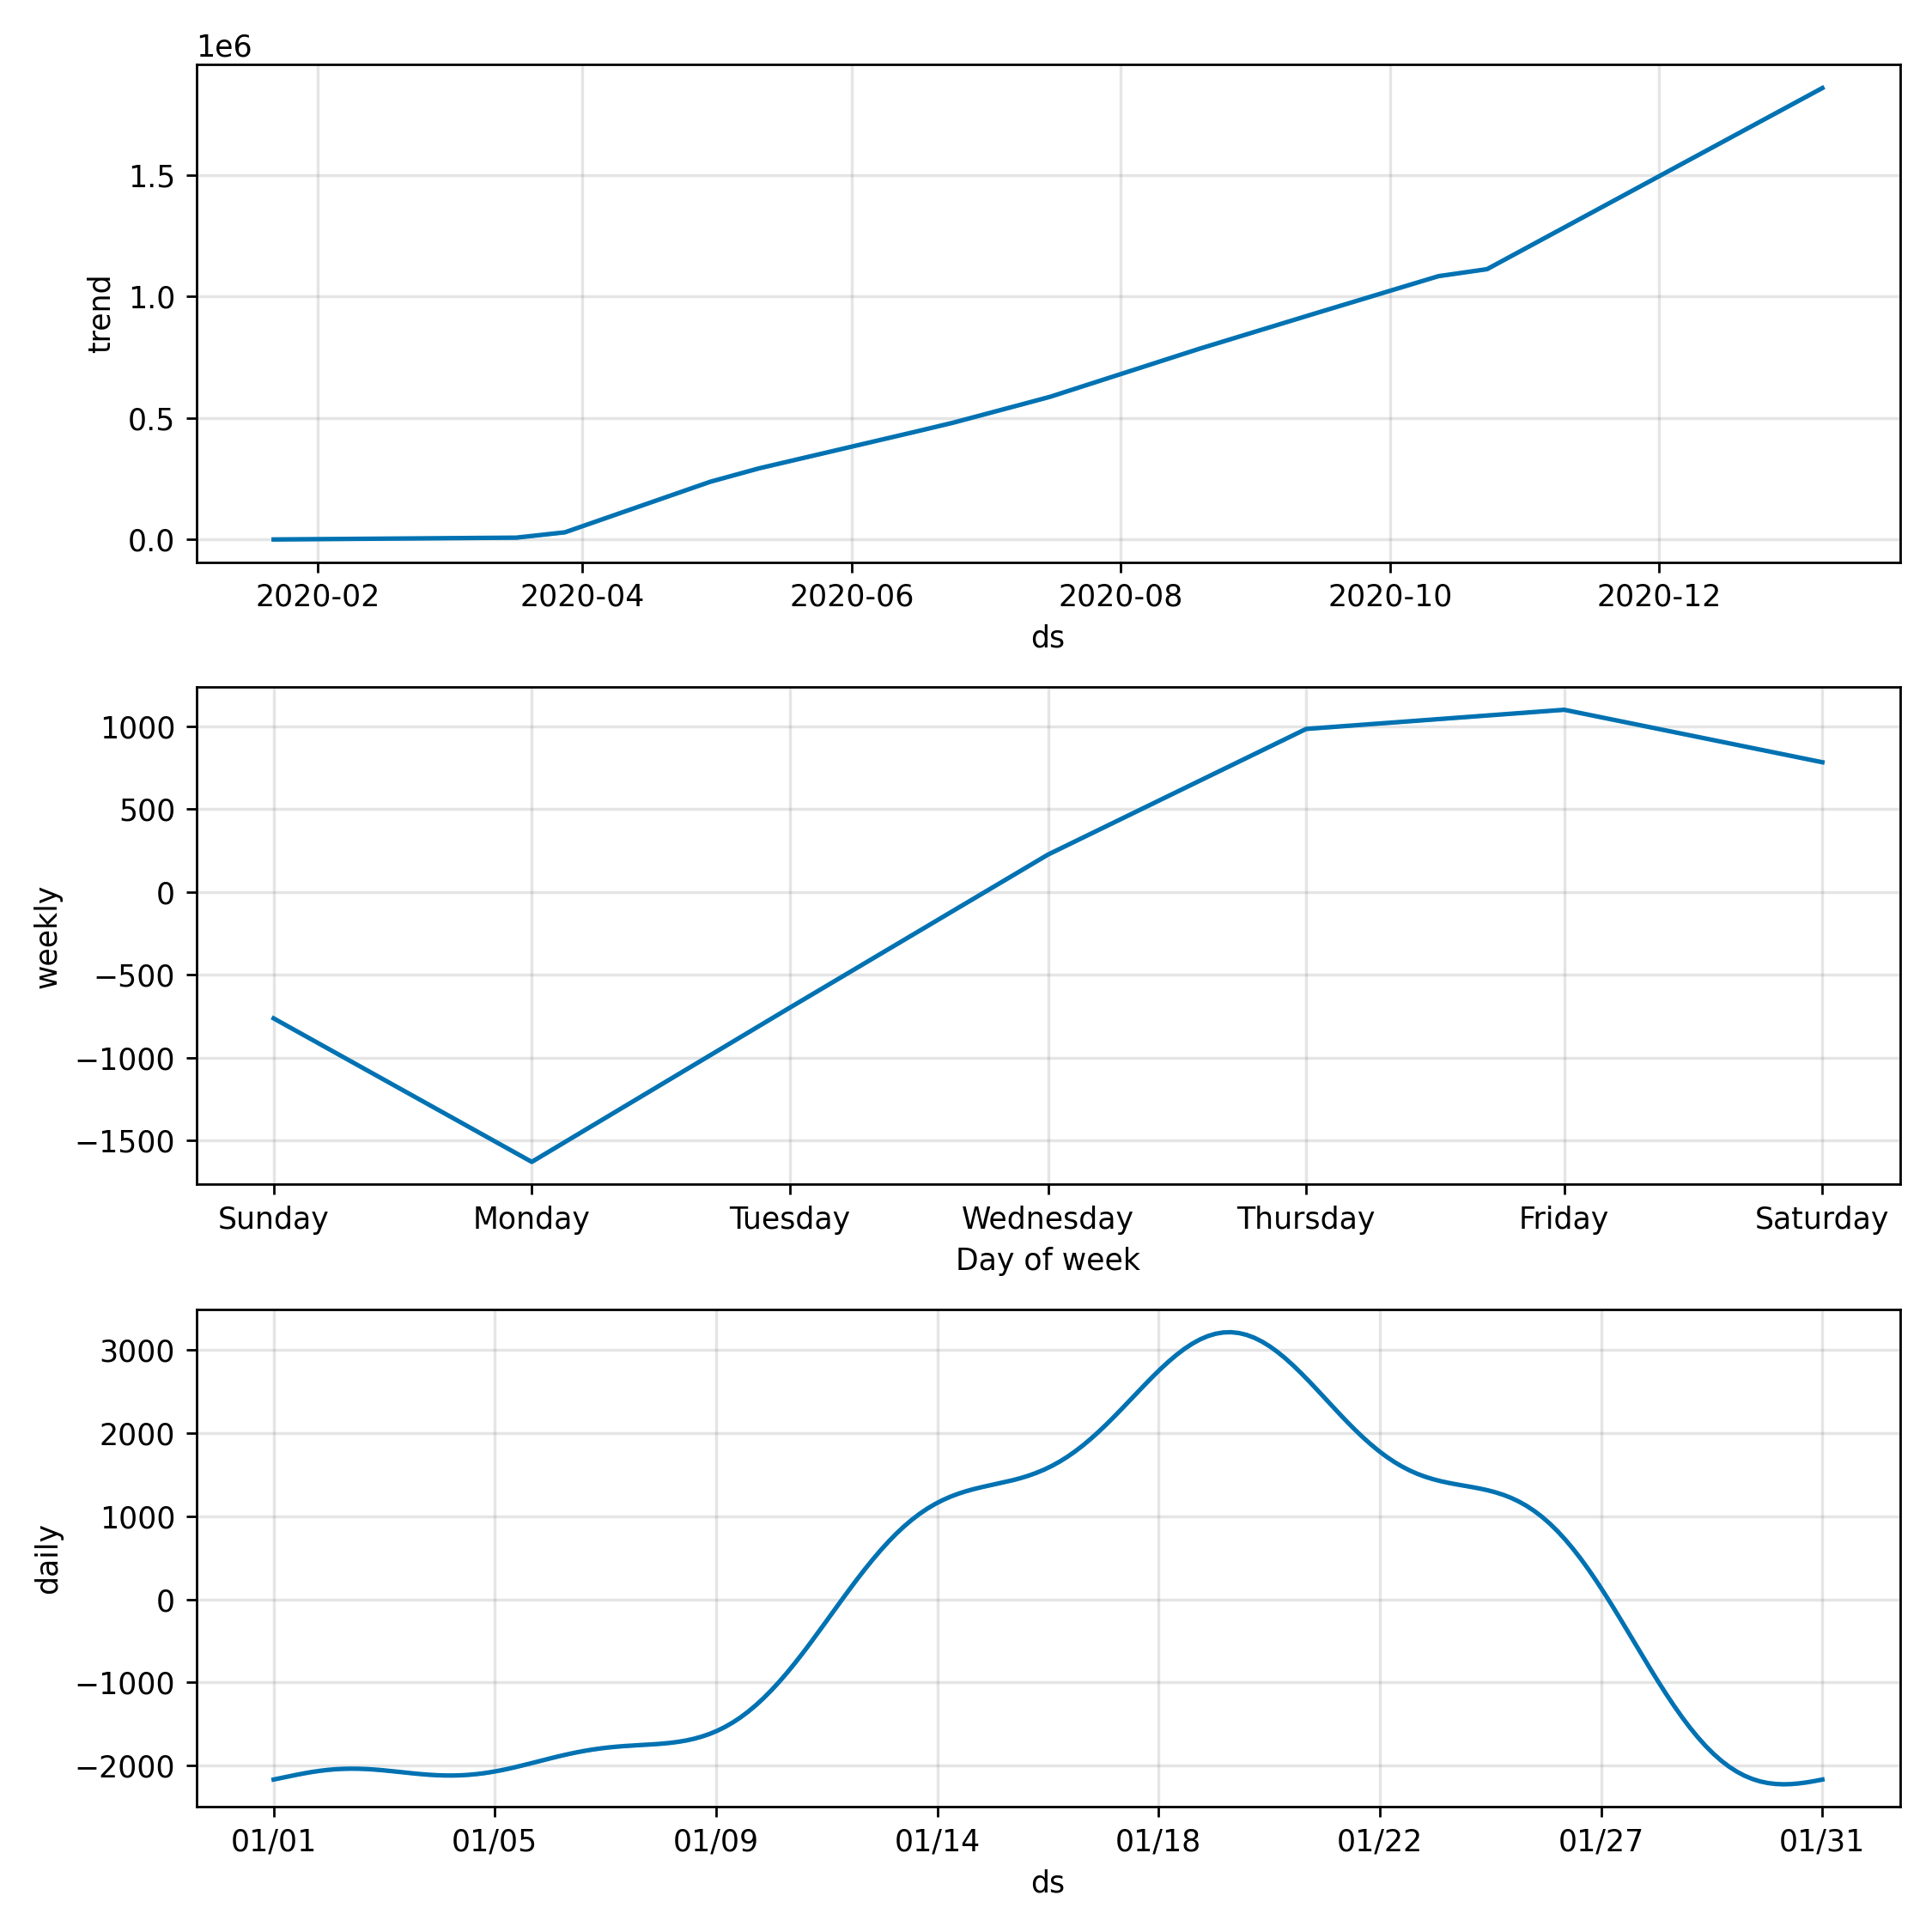 1e6
1.5
1.0
0.5
0.0
trend
2020-02 2020-04 2020-06 2020-08 2020-10 2020-12
ds
1000
500
0
−500
−1000
−1500
weekly
Sunday Monday Tuesday Wednesday Thursday Friday Saturday
Day of week
3000
2000
1000
0
−1000
−2000
daily
01/01 01/05 01/09 01/14 01/18 01/22 01/27 01/31
ds